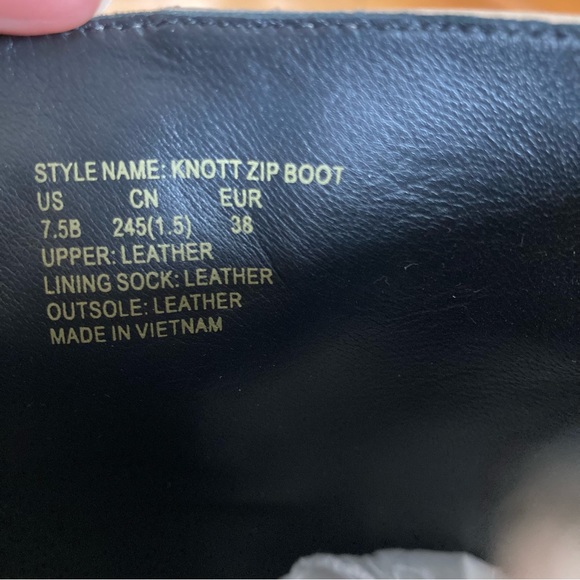 STYLE NAME: KNOTT ZIP BOOT
US CN EUR
7.5B 245(1.5) 38
UPPER: LEATHER
LINING SOCK: LEATHER
OUTSOLE: LEATHER
MADE IN VIETNAM